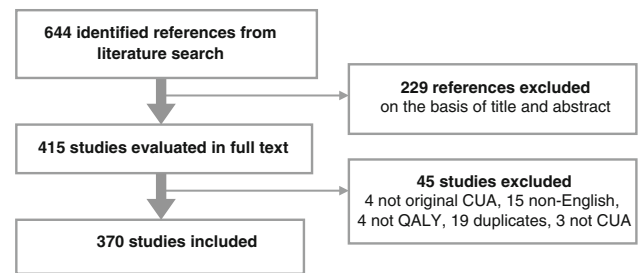 644 identified references from
literature search
229 references excluded
on the basis of title and abstract
415 studies evaluated in full text
45 studies excluded
4 not original CUA, 15 non-English,
4 not QALY, 19 duplicates, 3 not CUA
370 studies included